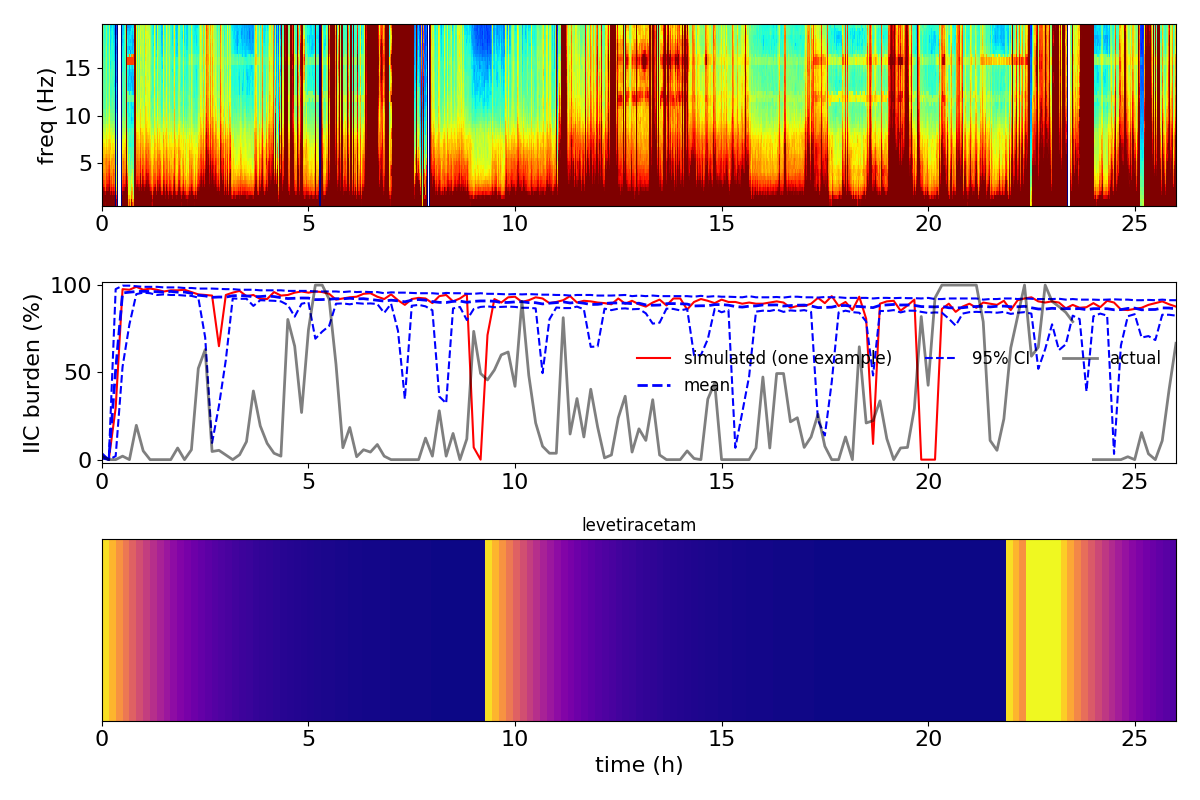 freq (Hz)
15
10
5
0 5 10 15 20 25
IIC burden (%)
100
50
0
simulated (one example) 95% CI actual
mean
0 5 10 15 20 25
levetiracetam
0 5 10 15 20 25
time (h)